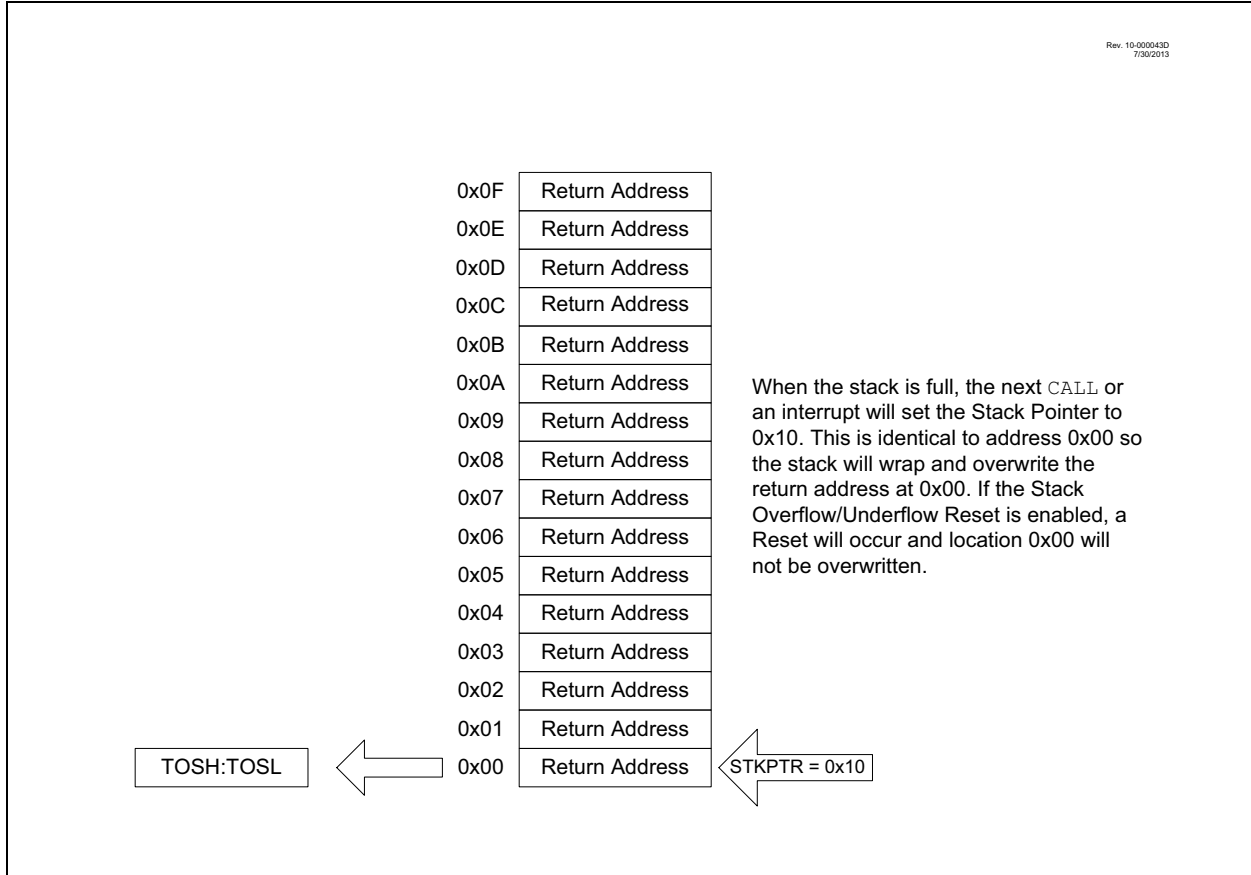 Rev. 10-000043D
7/30/2013
0x0F Return Address
0x0E Return Address
0x0D Return Address
0x0C Return Address
0x0B Return Address
0x0A Return Address
0x09 Return Address
0x08 Return Address
0x07 Return Address
0x06 Return Address
0x05 Return Address
0x04 Return Address
0x03 Return Address
0x02 Return Address
0x01 Return Address
TOSH:TOSL 0x00 Return Address STKPTR = 0x10
When the stack is full, the next CALL or
an interrupt will set the Stack Pointer to
0x10. This is identical to address 0x00 so
the stack will wrap and overwrite the
return address at 0x00. If the Stack
Overflow/Underflow Reset is enabled, a
Reset will occur and location 0x00 will
not be overwritten.